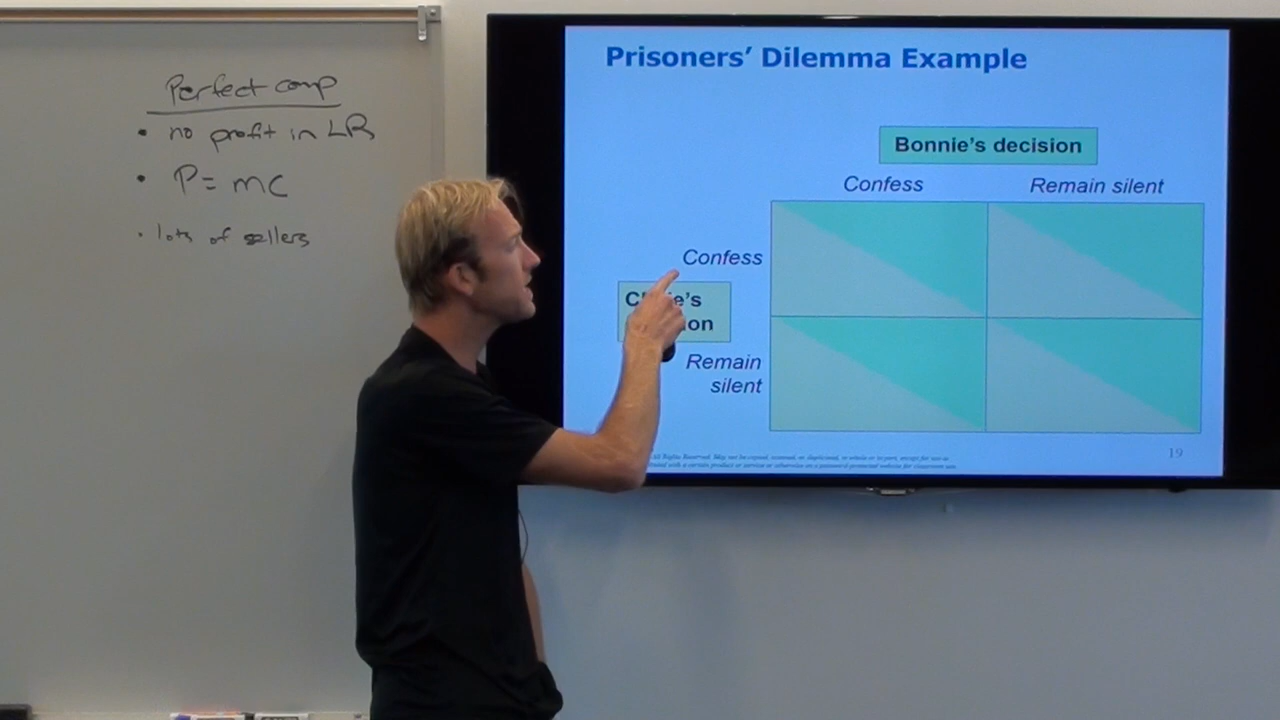 Perfect comp
• no profit in LR
• P = mc
• lots of sellers
Prisoners’ Dilemma Example
Bonnie’s decision
Confess
Remain silent
Confess
Remain
silent
19